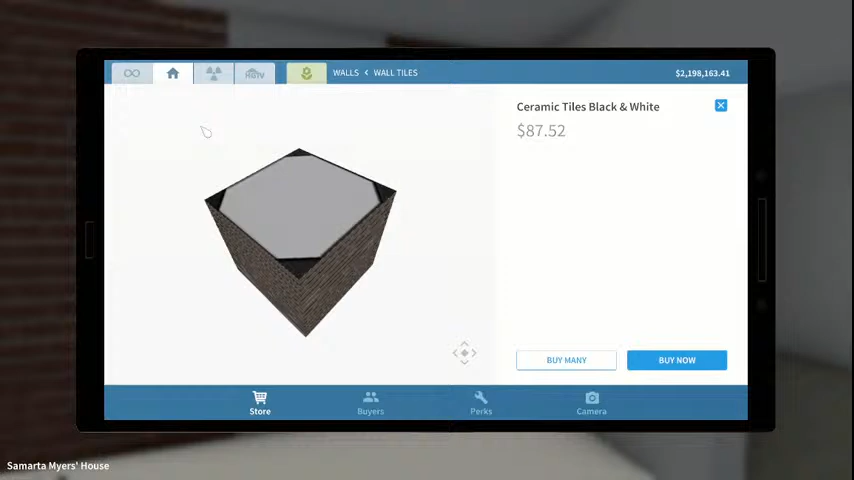 HGTV
WALLS < WALL TILES
$2,198,163.41
Ceramic Tiles Black & White
$87.52
BUY MANY
BUY NOW
Store
Buyers
Perks
Camera
Samarta Myers' House